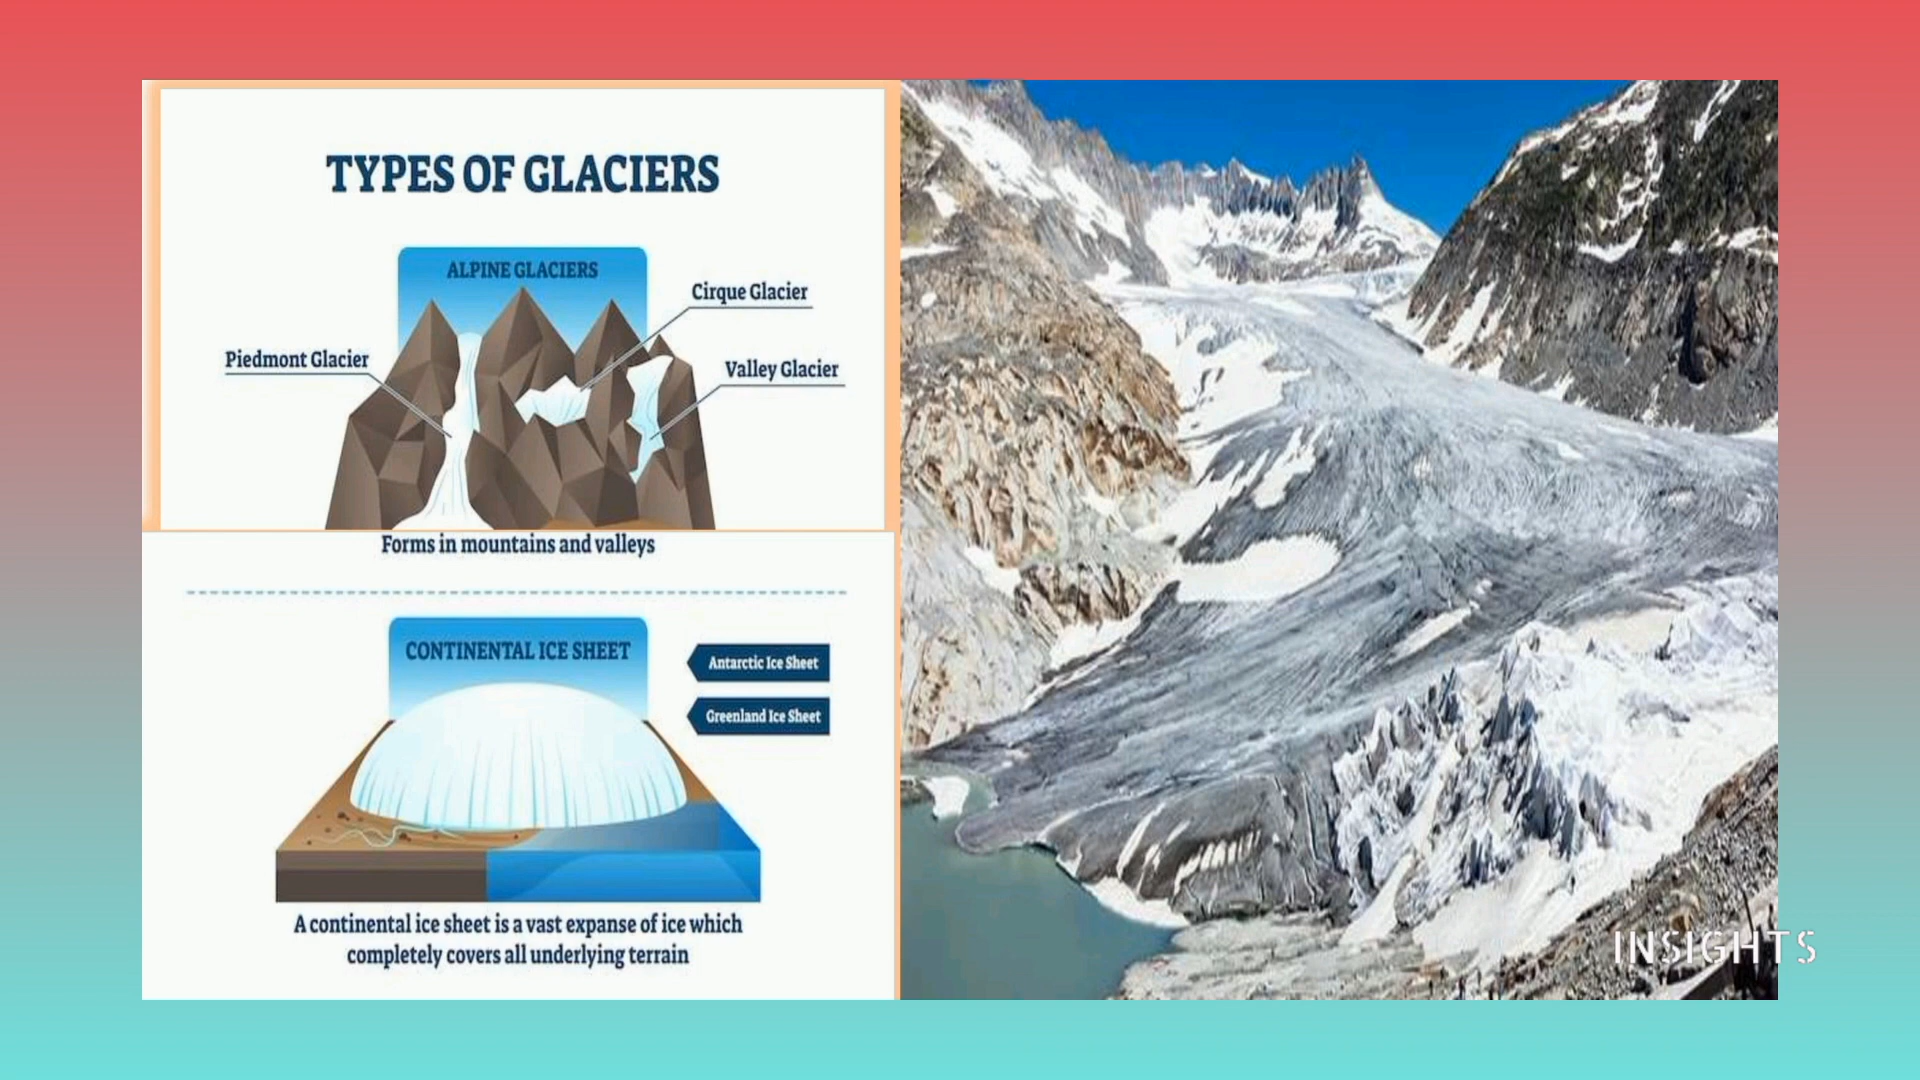 TYPES OF GLACIERS
ALPINE GLACIERS
Cirque Glacier
Piedmont Glacier
Valley Glacier
Forms in mountains and valleys
CONTINENTAL ICE SHEET
Antarctic Ice Sheet
Greenland Ice Sheet
A continental ice sheet is a vast expanse of ice which
completely covers all underlying terrain
INSIGHTS